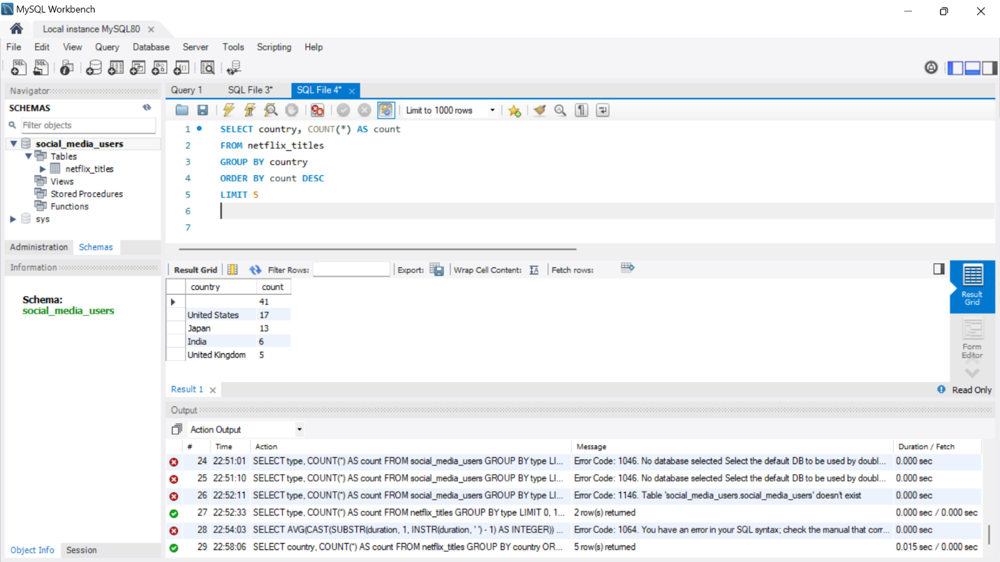 MySQL Workbench
Local instance MySQL80
File Edit View Query Database Server Tools Scripting Help
Navigator
SCHEMAS
Filter objects
social_media_users
Tables
netflix_titles
Views
Stored Procedures
Functions
sys
Administration Schemas
Information
Schema:
social_media_users
Object Info Session
Query 1 SQL File 3* SQL File 4*
Limit to 1000 rows
1 SELECT country, COUNT(*) AS count
2 FROM netflix_titles
3 GROUP BY country
4 ORDER BY count DESC
5 LIMIT 5
6
7
Result Grid Filter Rows: Export: Wrap Cell Content: Fetch rows:
country count
41
United States 17
Japan 13
India 6
United Kingdom 5
Result Grid
Form Editor
Result 1
Read Only
Output
Action Output
# Time Action Message Duration / Fetch
24 22:51:01 SELECT type, COUNT(*) AS count FROM social_media_users GROUP BY type LI... Error Code: 1046. No database selected Select the default DB to be used by doubl... 0.000 sec
25 22:51:10 SELECT type, COUNT(*) AS count FROM social_media_users GROUP BY type LI... Error Code: 1046. No database selected Select the default DB to be used by doubl... 0.000 sec
26 22:52:11 SELECT type, COUNT(*) AS count FROM social_media_users GROUP BY type LI... Error Code: 1146. Table 'social_media_users.social_media_users' doesn't exist 0.000 sec
27 22:52:33 SELECT type, COUNT(*) AS count FROM netflix_titles GROUP BY type LIMIT 0, 1... 2 row(s) returned 0.000 sec / 0.000 sec
28 22:54:03 SELECT AVG(CAST(SUBSTR(duration, 1, INSTR(duration, ' ') - 1) AS INTEGER)) ... Error Code: 1064. You have an error in your SQL syntax; check the manual that corr... 0.000 sec
29 22:58:06 SELECT country, COUNT(*) AS count FROM netflix_titles GROUP BY country OR... 5 row(s) returned 0.015 sec / 0.000 sec